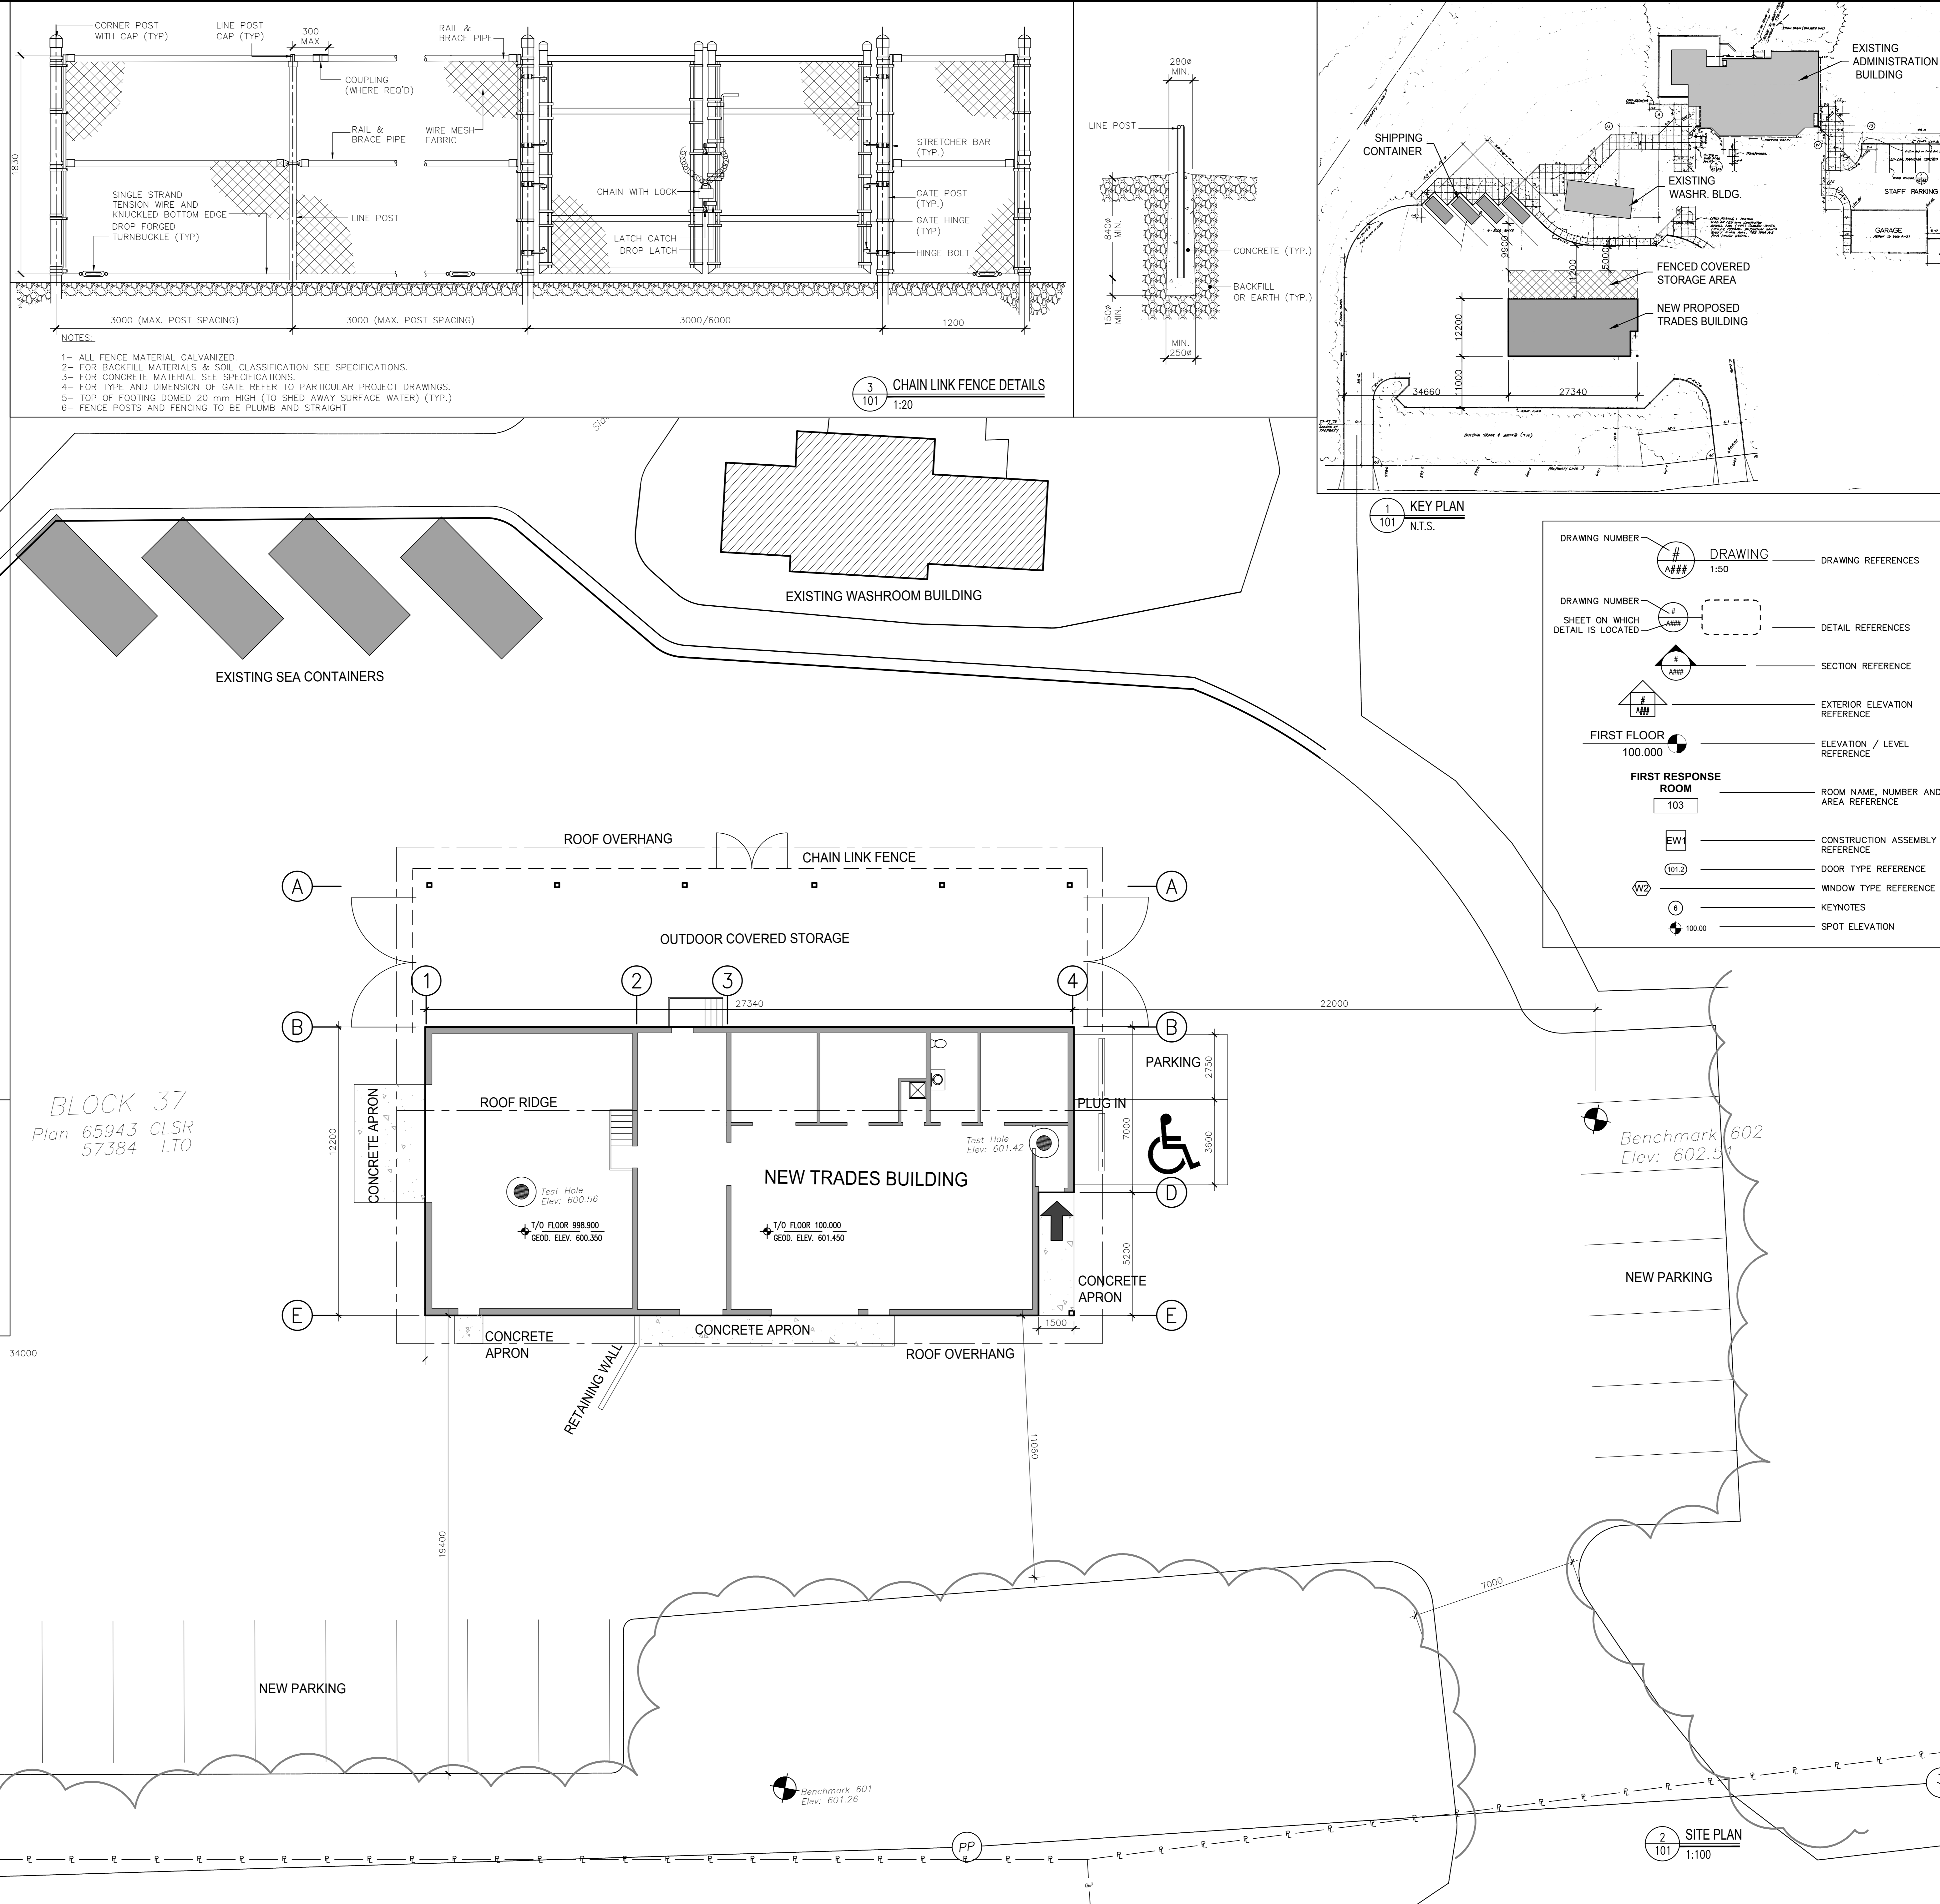 CORNER POST
WITH CAP (TYP)
LINE POST
CAP (TYP)
300
MAX
RAIL &
BRACE PIPE
COUPLING
(WHERE REQ'D)
RAIL &
BRACE PIPE
WIRE MESH
FABRIC
1830
SINGLE STRAND
TENSION WIRE AND
KNUCKLED BOTTOM EDGE
DROP FORGED
TURNBUCKLE (TYP)
LINE POST
CHAIN WITH LOCK
LATCH CATCH
DROP LATCH
STRETCHER BAR
(TYP.)
GATE POST
(TYP.)
GATE HINGE
(TYP)
HINGE BOLT
3000 (MAX. POST SPACING)
3000 (MAX. POST SPACING)
3000/6000
1200
NOTES:
1- ALL FENCE MATERIAL GALVANIZED.
2- FOR BACKFILL MATERIALS & SOIL CLASSIFICATION SEE SPECIFICATIONS.
3- FOR CONCRETE MATERIAL SEE SPECIFICATIONS.
4- FOR TYPE AND DIMENSION OF GATE REFER TO PARTICULAR PROJECT DRAWINGS.
5- TOP OF FOOTING DOMED 20 mm HIGH (TO SHED AWAY SURFACE WATER) (TYP.)
6- FENCE POSTS AND FENCING TO BE PLUMB AND STRAIGHT
3
101
CHAIN LINK FENCE DETAILS
1:20
280ø
MIN.
LINE POST
840ø
MIN.
CONCRETE (TYP.)
BACKFILL
OR EARTH (TYP.)
150ø
MIN.
MIN.
250ø
EXISTING
ADMINISTRATION
BUILDING
SHIPPING
CONTAINER
EXISTING
WASHR. BLDG.
STAFF PARKING
GARAGE
9900
11200
5000
FENCED COVERED
STORAGE AREA
NEW PROPOSED
TRADES BUILDING
12200
11000
34660
27340
PROPERTY LINE
1
101
KEY PLAN
N.T.S.
DRAWING NUMBER
#
A###
DRAWING
1:50
DRAWING REFERENCES
DRAWING NUMBER
SHEET ON WHICH
DETAIL IS LOCATED
#
A###
DETAIL REFERENCES
#
A###
SECTION REFERENCE
#
A###
EXTERIOR ELEVATION
REFERENCE
FIRST FLOOR
100.000
ELEVATION / LEVEL
REFERENCE
FIRST RESPONSE
ROOM
103
ROOM NAME, NUMBER AND
AREA REFERENCE
EW1
CONSTRUCTION ASSEMBLY
REFERENCE
101.2
DOOR TYPE REFERENCE
W2
WINDOW TYPE REFERENCE
6
KEYNOTES
100.00
SPOT ELEVATION
EXISTING WASHROOM BUILDING
EXISTING SEA CONTAINERS
ROOF OVERHANG
CHAIN LINK FENCE
A
A
OUTDOOR COVERED STORAGE
1
2
3
4
27340
22000
B
B
PARKING
2750
BLOCK 37
Plan 65943 CLSR
57384 LTO
12200
CONCRETE APRON
ROOF RIDGE
PLUG IN
7000
3600
Test Hole
Elev: 601.42
Benchmark 602
Elev: 602.51
NEW TRADES BUILDING
Test Hole
Elev: 600.56
D
T/O FLOOR 998.900
GEOD. ELEV. 600.350
T/O FLOOR 100.000
GEOD. ELEV. 601.450
5200
CONCRETE
APRON
NEW PARKING
E
E
1500
CONCRETE
APRON
CONCRETE APRON
ROOF OVERHANG
34000
RETAINING WALL
11060
19400
7000
NEW PARKING
Benchmark 601
Elev: 601.26
PP
2
101
SITE PLAN
1:100